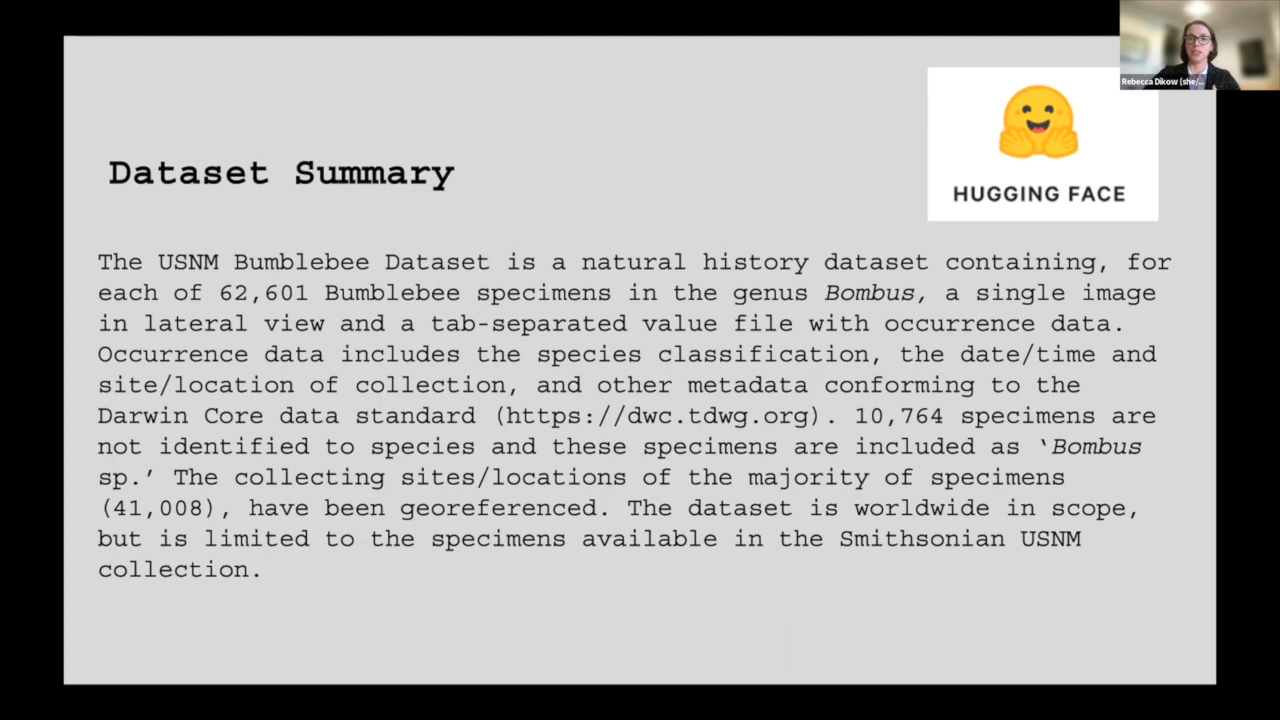 Rebecca Dikow (she/...
HUGGING FACE
Dataset Summary
The USNM Bumblebee Dataset is a natural history dataset containing, for
each of 62,601 Bumblebee specimens in the genus Bombus, a single image
in lateral view and a tab-separated value file with occurrence data.
Occurrence data includes the species classification, the date/time and
site/location of collection, and other metadata conforming to the
Darwin Core data standard (https://dwc.tdwg.org). 10,764 specimens are
not identified to species and these specimens are included as ‘Bombus
sp.’ The collecting sites/locations of the majority of specimens
(41,008), have been georeferenced. The dataset is worldwide in scope,
but is limited to the specimens available in the Smithsonian USNM
collection.